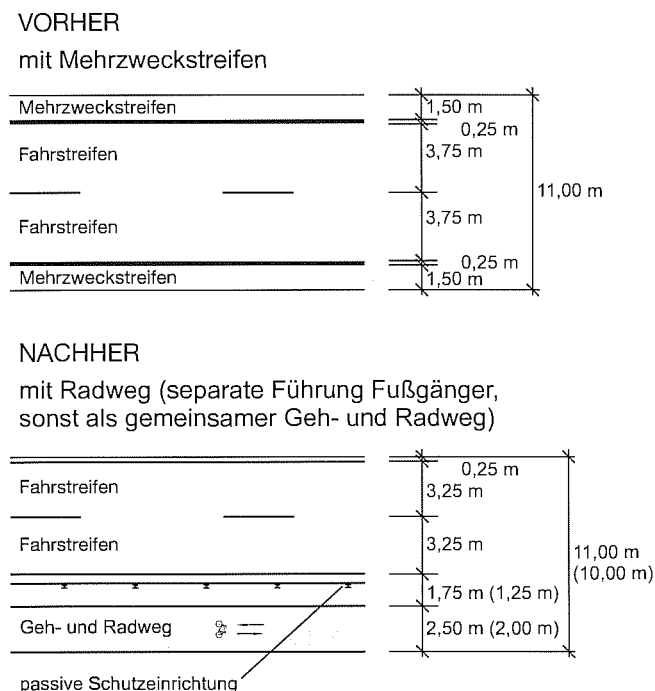 VORHER
mit Mehrzweckstreifen
Mehrzweckstreifen
1,50 m
0,25 m
Fahrstreifen
3,75 m
11,00 m
3,75 m
Fahrstreifen
0,25 m
Mehrzweckstreifen
1,50 m
NACHHER
mit Radweg (separate Führung Fußgänger,
sonst als gemeinsamer Geh- und Radweg)
0,25 m
Fahrstreifen
3,25 m
Fahrstreifen
3,25 m
11,00 m
(10,00 m)
1,75 m (1,25 m)
Geh- und Radweg
2,50 m (2,00 m)
passive Schutzeinrichtung